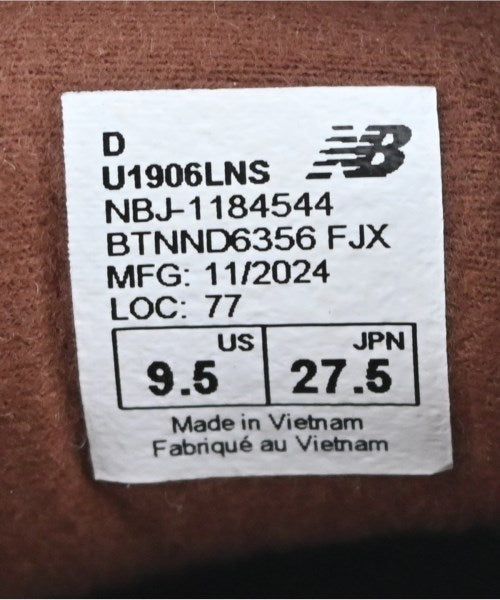 D
U1906LNS
NBJ-1184544
BTNND6356 FJX
MFG: 11/2024
LOC: 77
US
9.5
JPN
27.5
Made in Vietnam
Fabriqué au Vietnam